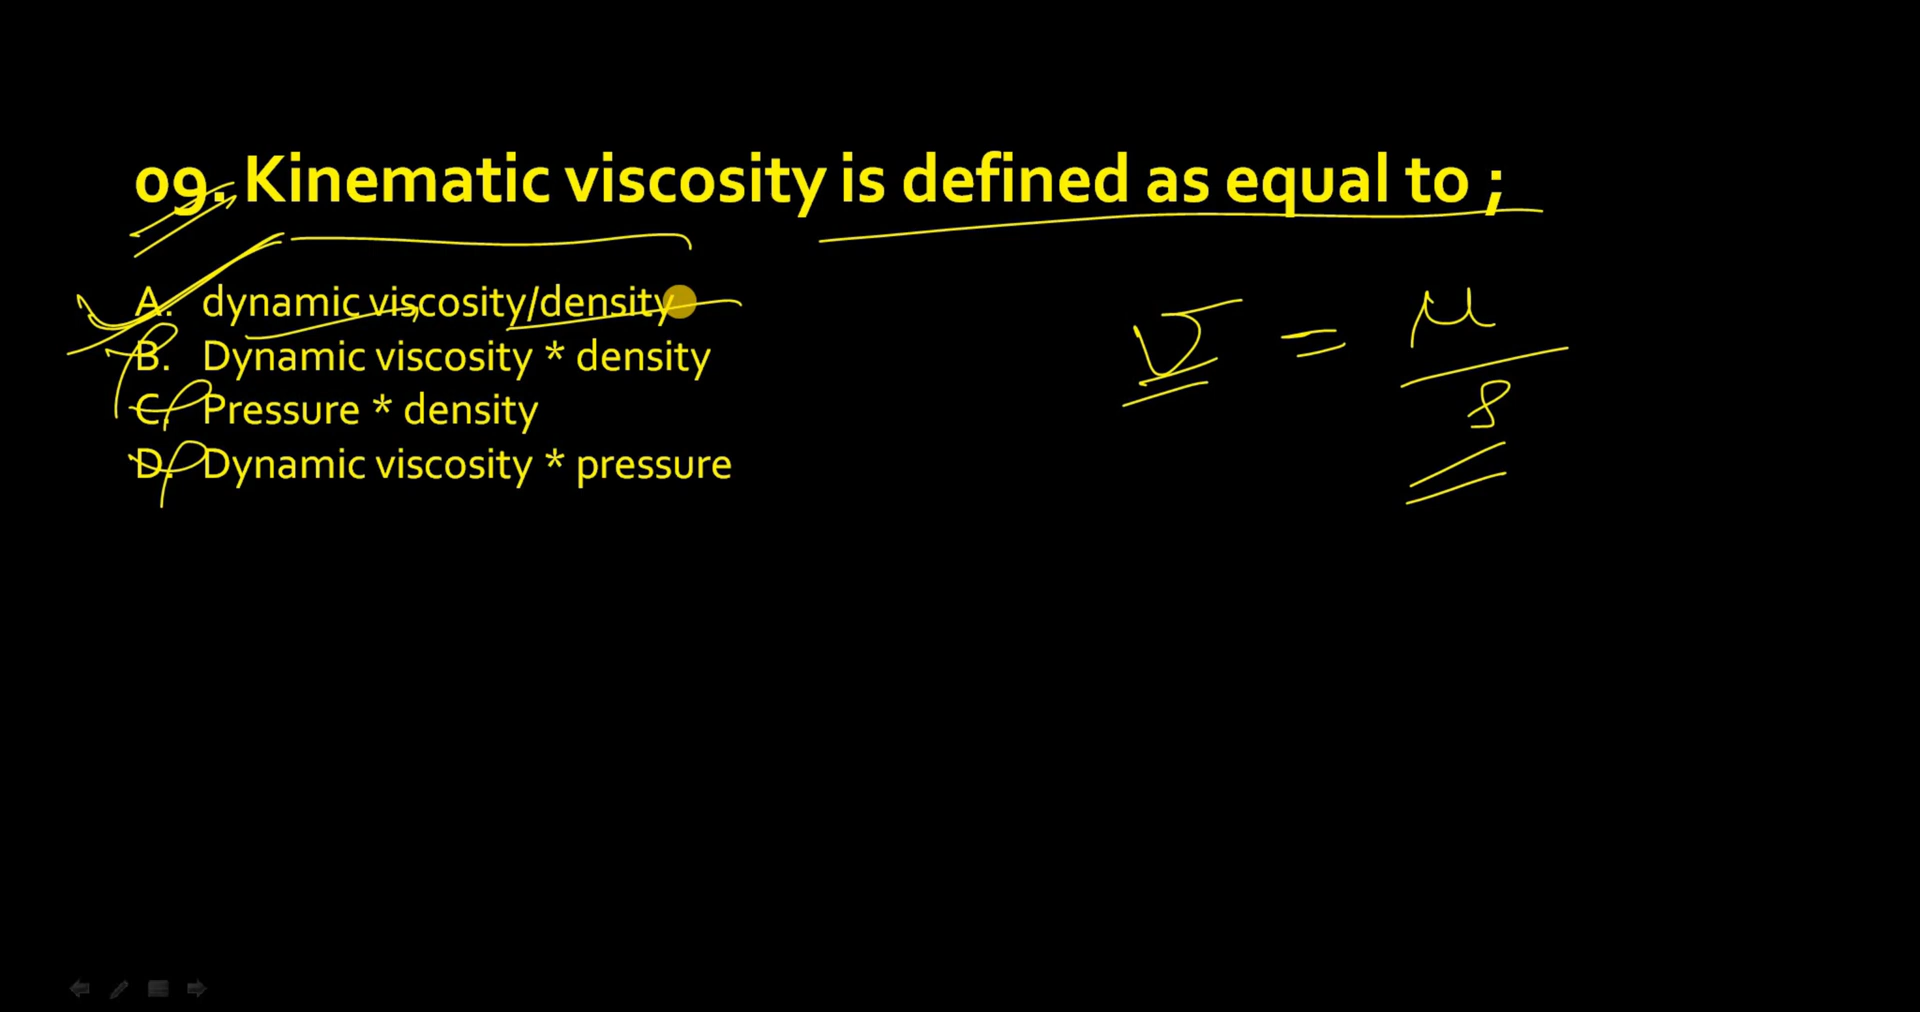 09. Kinematic viscosity is defined as equal to ;
A. dynamic viscosity/density
B. Dynamic viscosity * density
C. Pressure * density
D. Dynamic viscosity * pressure
ν = μ
ρ